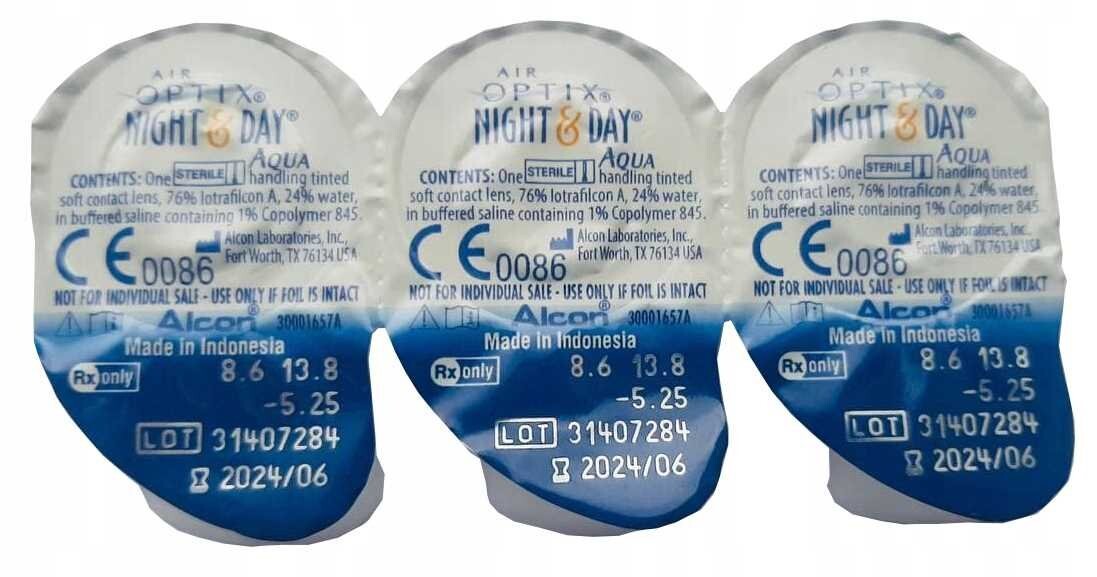 AIR
OPTIX®
NIGHT & DAY®
AQUA
CONTENTS: One STERILE handling tinted
soft contact lens, 76% lotrafilcon A, 24% water,
in buffered saline containing 1% Copolymer 845.
CE 0086 Alcon Laboratories, Inc.,
Fort Worth, TX 76134 USA
NOT FOR INDIVIDUAL SALE - USE ONLY IF FOIL IS INTACT
Alcon® 30001657A
Made in Indonesia
Rx only 8.6 13.8
-5.25
LOT 31407284
2024/06
AIR
OPTIX®
NIGHT & DAY®
AQUA
CONTENTS: One STERILE handling tinted
soft contact lens, 76% lotrafilcon A, 24% water,
in buffered saline containing 1% Copolymer 845.
CE 0086 Alcon Laboratories, Inc.,
Fort Worth, TX 76134 USA
NOT FOR INDIVIDUAL SALE - USE ONLY IF FOIL IS INTACT
Alcon® 30001657A
Made in Indonesia
Rx only 8.6 13.8
-5.25
LOT 31407284
2024/06
AIR
OPTIX®
NIGHT & DAY®
AQUA
CONTENTS: One STERILE handling tinted
soft contact lens, 76% lotrafilcon A, 24% water,
in buffered saline containing 1% Copolymer 845.
CE 0086 Alcon Laboratories, Inc.,
Fort Worth, TX 76134 USA
NOT FOR INDIVIDUAL SALE - USE ONLY IF FOIL IS INTACT
Alcon® 30001657A
Made in Indonesia
Rx only 8.6 13.8
-5.25
LOT 31407284
2024/06